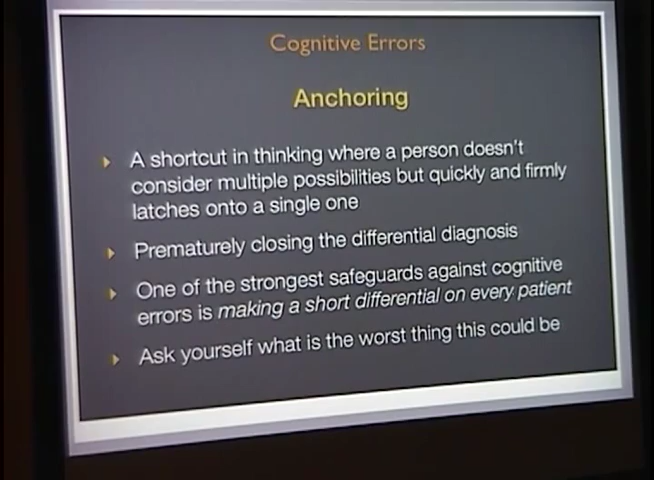 Cognitive Errors
Anchoring
A shortcut in thinking where a person doesn't
consider multiple possibilities but quickly and firmly
latches onto a single one
Prematurely closing the differential diagnosis
One of the strongest safeguards against cognitive
errors is making a short differential on every patient
Ask yourself what is the worst thing this could be